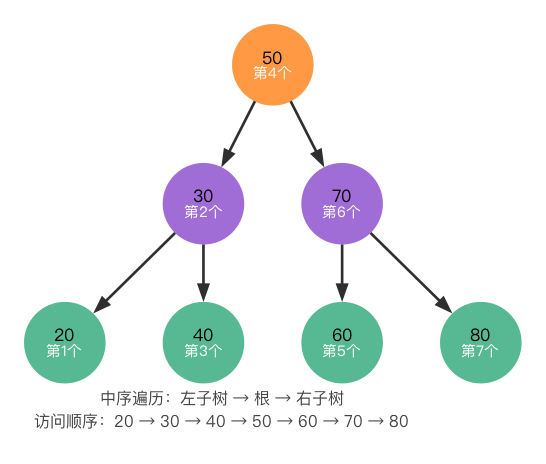 50
第4个
30
第2个
70
第6个
20
第1个
40
第3个
60
第5个
80
第7个
中序遍历：左子树 → 根 → 右子树
访问顺序：20 → 30 → 40 → 50 → 60 → 70 → 80